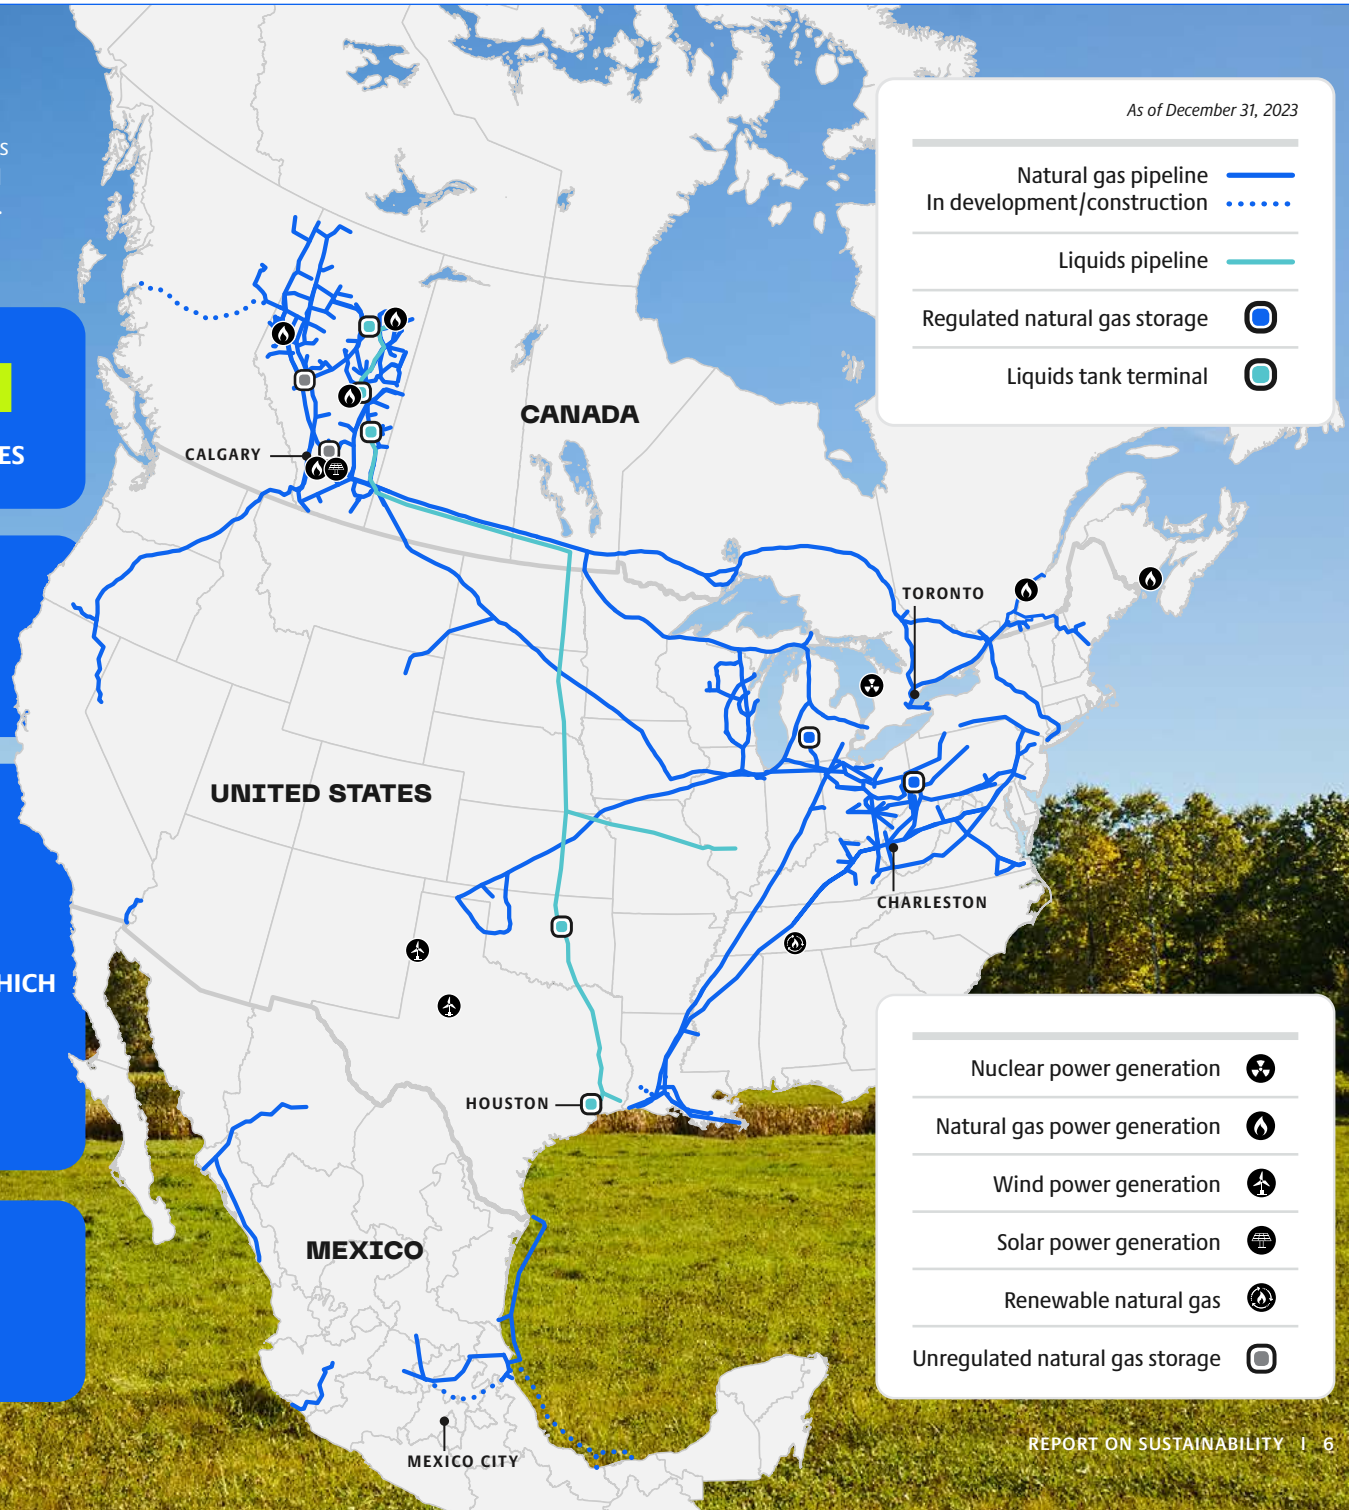 As of December 31, 2023
Natural gas pipeline
In development/construction
Liquids pipeline
Regulated natural gas storage
Liquids tank terminal
S
ES
HICH
CANADA
CALGARY
TORONTO
UNITED STATES
CHARLESTON
HOUSTON
MEXICO
MEXICO CITY
Nuclear power generation
Natural gas power generation
Wind power generation
Solar power generation
Renewable natural gas
Unregulated natural gas storage
REPORT ON SUSTAINABILITY | 6